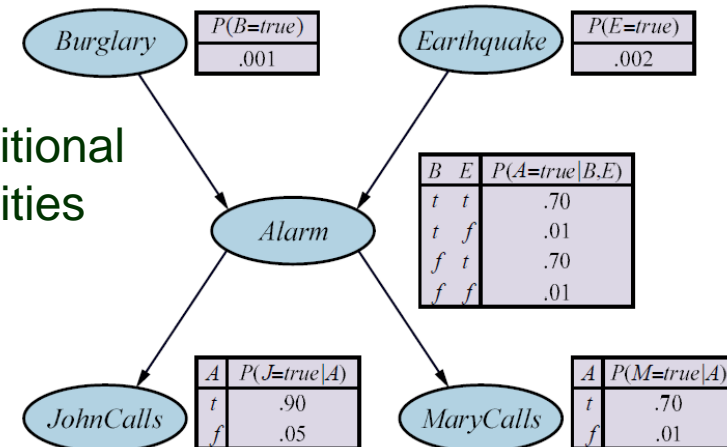 Burglary
P(B=true)
.001
Earthquake
P(E=true)
.002
itional
ities
Alarm
B E P(A=true|B,E)
t t .70
t f .01
f t .70
f f .01
JohnCalls
A P(J=true|A)
t .90
f .05
MaryCalls
A P(M=true|A)
t .70
f .01